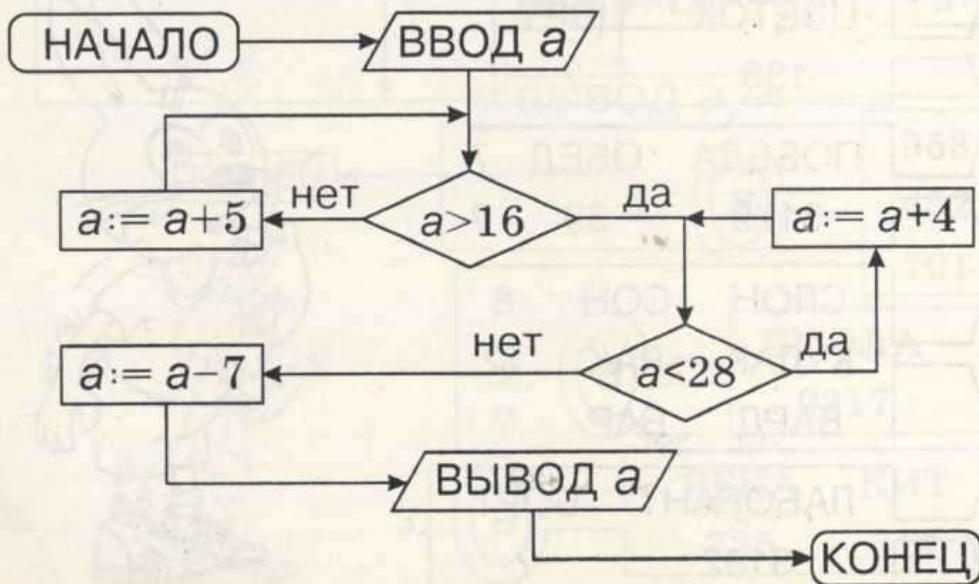 НАЧАЛО
ВВОД a
нет
a>16
да
a:= a+5
a:= a+4
нет
a<28
да
a:= a−7
ВЫВОД a
КОНЕЦ